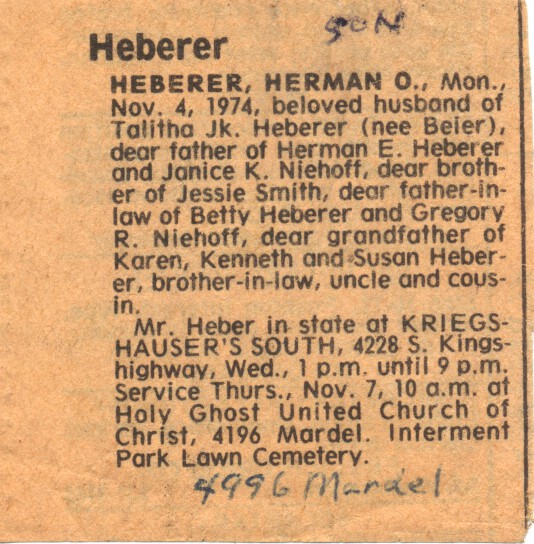 SON
Heberer
HEBERER, HERMAN O., Mon.,
Nov. 4, 1974, beloved husband of
Talitha Jk. Heberer (nee Beier),
dear father of Herman E. Heberer
and Janice K. Niehoff, dear broth-
er of Jessie Smith, dear father-in-
law of Betty Heberer and Gregory
R. Niehoff, dear grandfather of
Karen, Kenneth and Susan Heber-
er, brother-in-law, uncle and cous-
in.
Mr. Heber in state at KRIEGS-
HAUSER'S SOUTH, 4228 S. Kings-
highway, Wed., 1 p.m. until 9 p.m.
Service Thurs., Nov. 7, 10 a.m. at
Holy Ghost United Church of
Christ, 4196 Mardel. Interment
Park Lawn Cemetery.
4996 Mardel